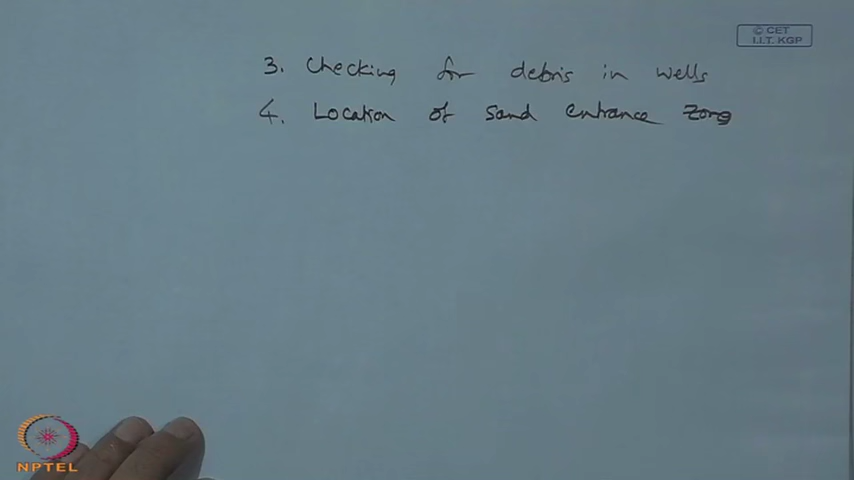 © CET
I.I.T. KGP
3. Checking for debris in wells
4. Location of sand entrance zone
NPTEL